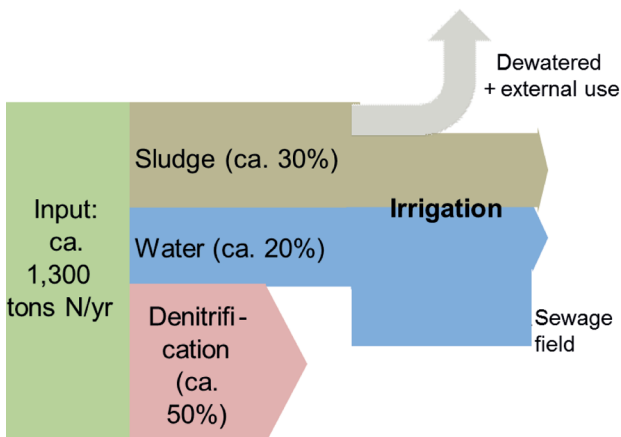 Dewatered
+ external use
Sludge (ca. 30%)
Irrigation
Input:
ca.
1,300
tons N/yr
Water (ca. 20%)
Denitrifi-
cation
(ca.
50%)
Sewage
field